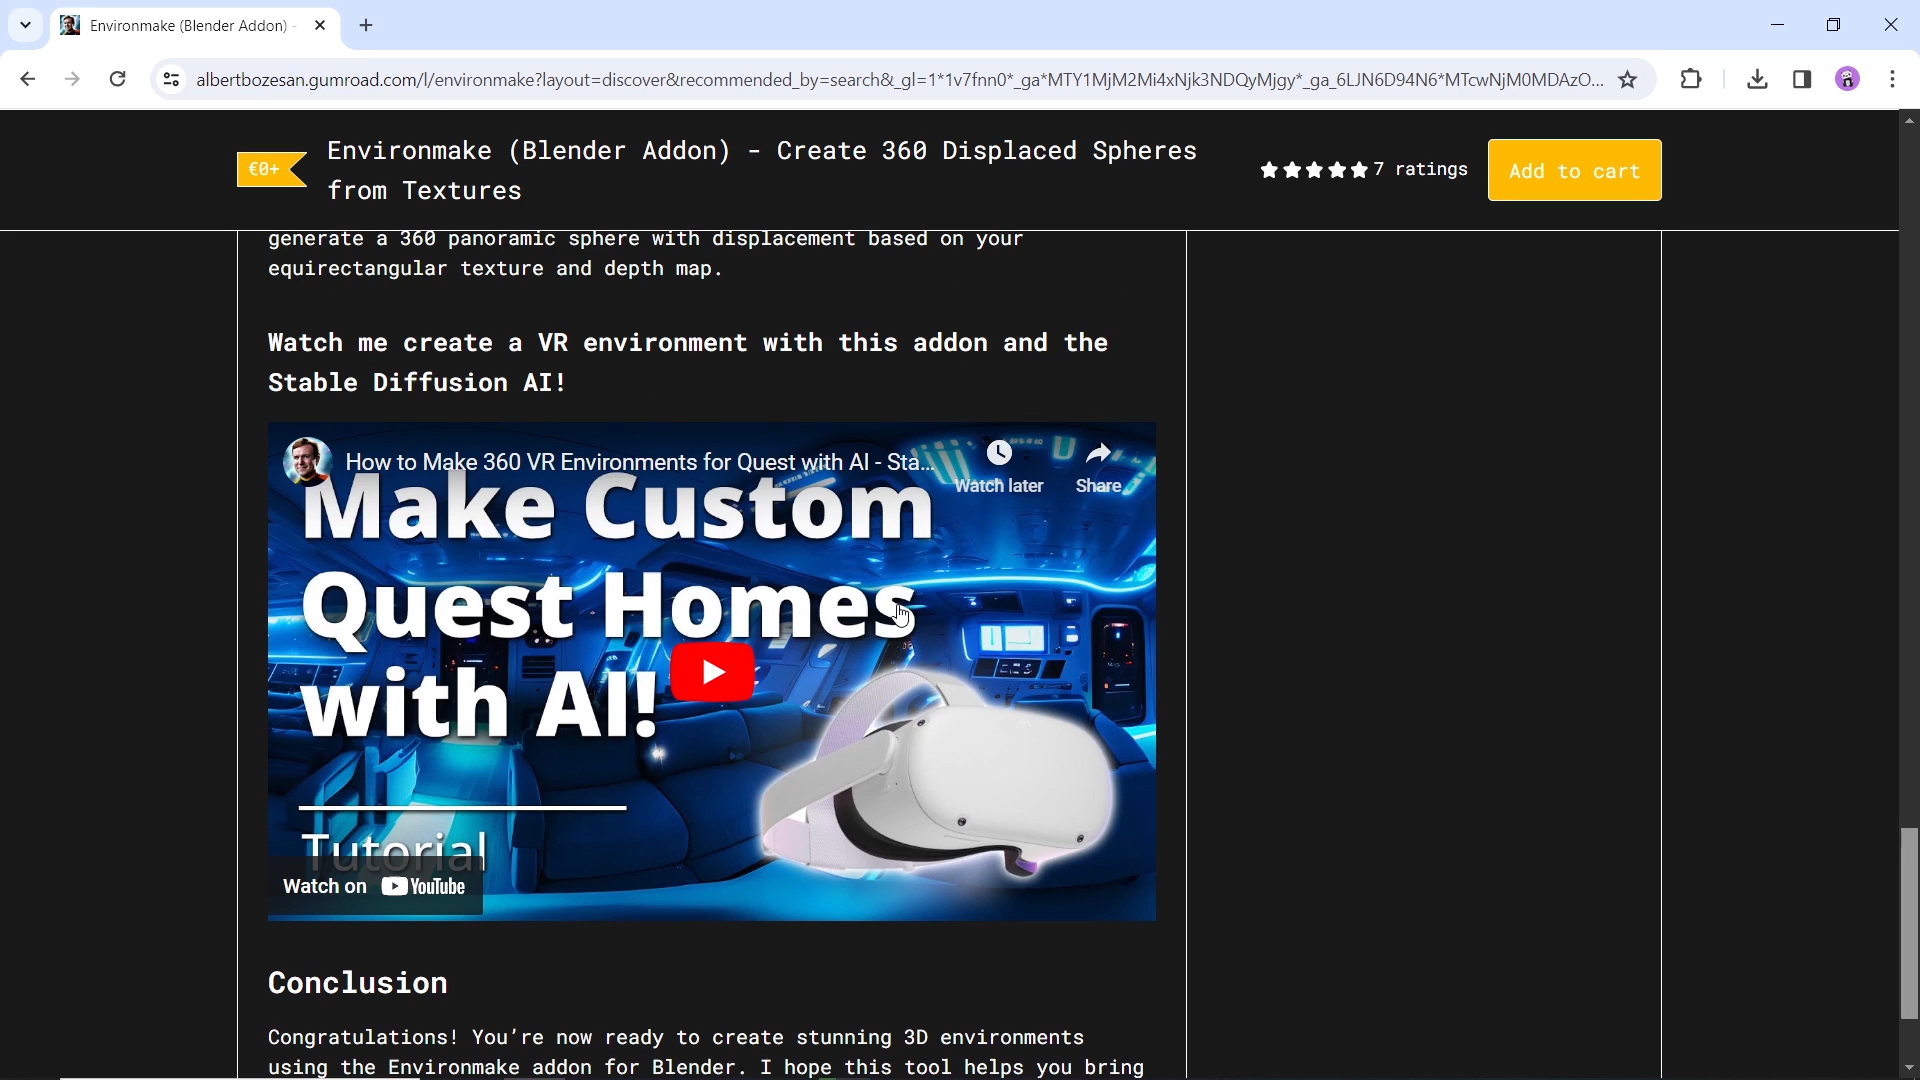 Environmake (Blender Addon) -
albertbozesan.gumroad.com/l/environmake?layout=discover&recommended_by=search&_gl=1*1v7fnn0*_ga*MTY1MjM2Mi4xNjk3NDQyMjgy*_ga_6LJN6D94N6*MTcwNjM0MDAzO...
€0+
Environmake (Blender Addon) - Create 360 Displaced Spheres
from Textures
7 ratings
Add to cart
generate a 360 panoramic sphere with displacement based on your
equirectangular texture and depth map.
Watch me create a VR environment with this addon and the
Stable Diffusion AI!
How to Make 360 VR Environments for Quest with AI - Sta...
Watch later
Share
Make Custom
Quest Homes
with AI!
Tutorial
Watch on YouTube
Conclusion
Congratulations! You're now ready to create stunning 3D environments
using the Environmake addon for Blender. I hope this tool helps you bring